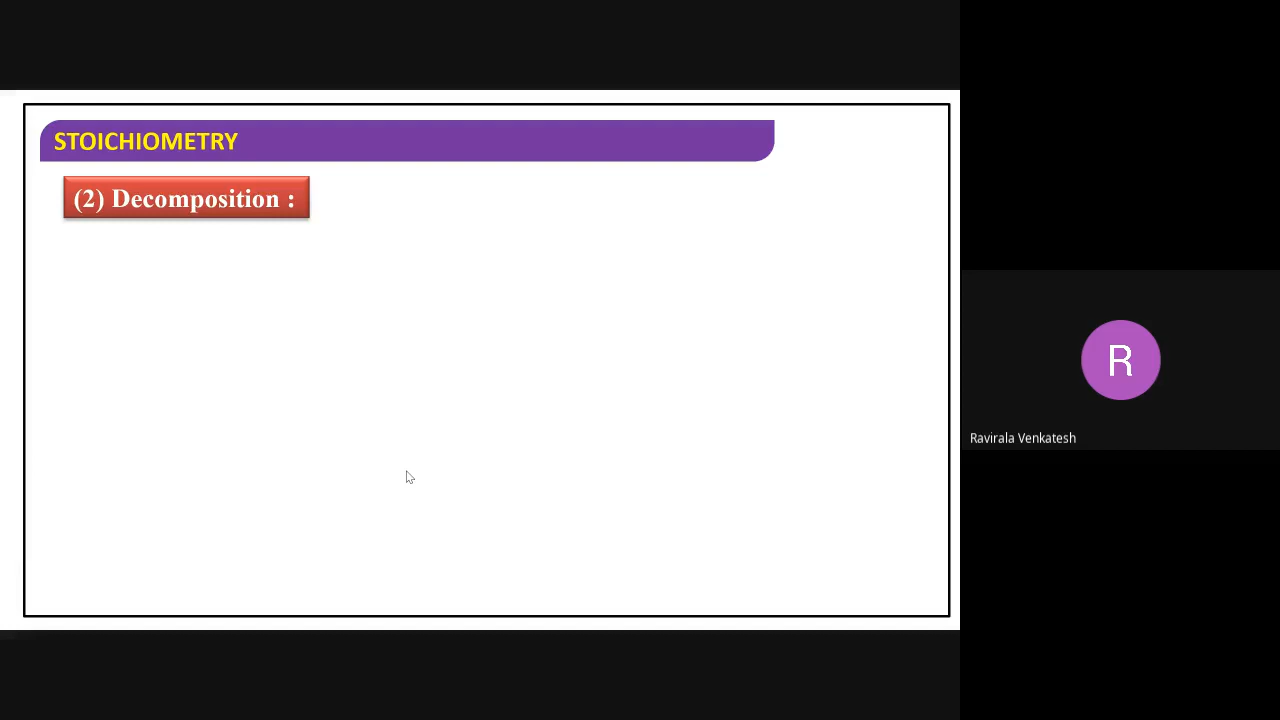 STOICHIOMETRY
(2) Decomposition :
R
Ravirala Venkatesh